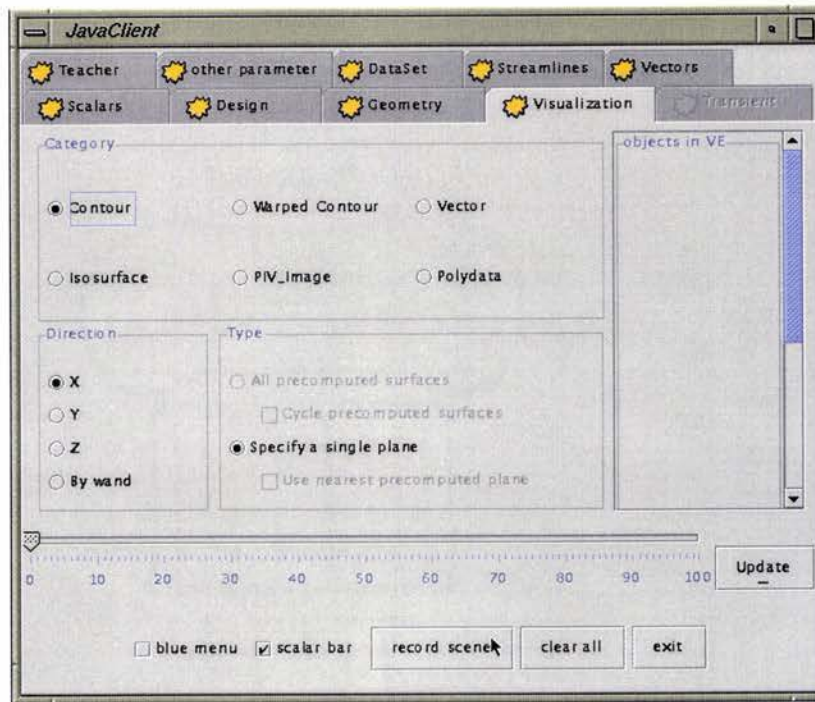 JavaClient
Teacher other parameter DataSet Streamlines Vectors
Scalars Design Geometry Visualization Transient
Category objects in VE
Contour Warped Contour Vector
Isosurface PIV_Image Polydata
Direction Type
X All precomputed surfaces
Y Cycle precomputed surfaces
Z Specify a single plane
By wand Use nearest precomputed plane
0 10 20 30 40 50 60 70 80 90 100 Update
blue menu scalar bar record scene clear all exit